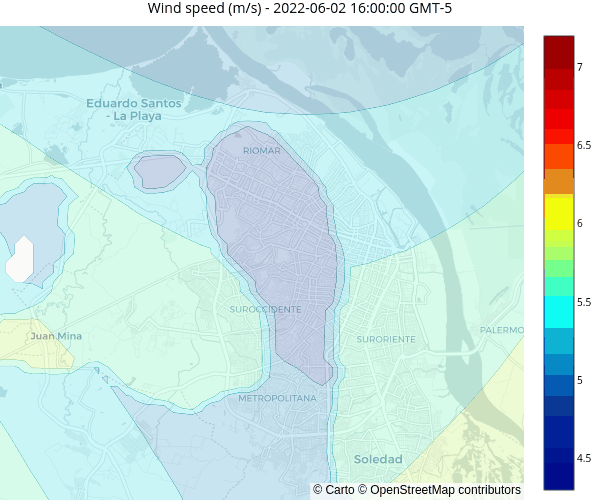 Wind speed (m/s) - 2022-06-02 16:00:00 GMT-5
7
Eduardo Santos
- La Playa
6.5
RIOMAR
6
5.5
SUROCCIDENTE
Juan Mina
PALERMO
SURORIENTE
5
METROPOLITANA
Soledad
4.5
© Carto © OpenStreetMap contributors